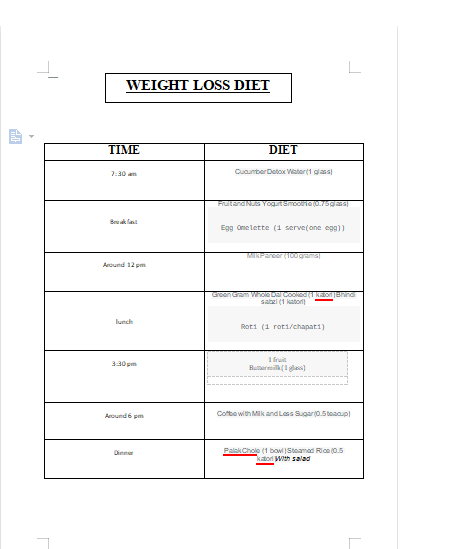 WEIGHT LOSS DIET
TIME DIET
7:30 am Cucumber Detox Water (1 glass)
Breakfast Fruit and Nuts Yogurt Smoothie (0.75 glass)
Egg Omelette (1 serve(one egg))
Around 12 pm Milk Paneer (100 grams)
lunch Green Gram Whole Dal Cooked (1 katori) Bhindi
sabzi (1 katori)
Roti (1 roti/chapati)
3:30 pm 1 fruit
Buttermilk (1 glass)
Around 6 pm Coffee with Milk and Less Sugar (0.5 teacup)
Dinner Palak Chole (1 bowl) Steamed Rice (0.5
katori With salad